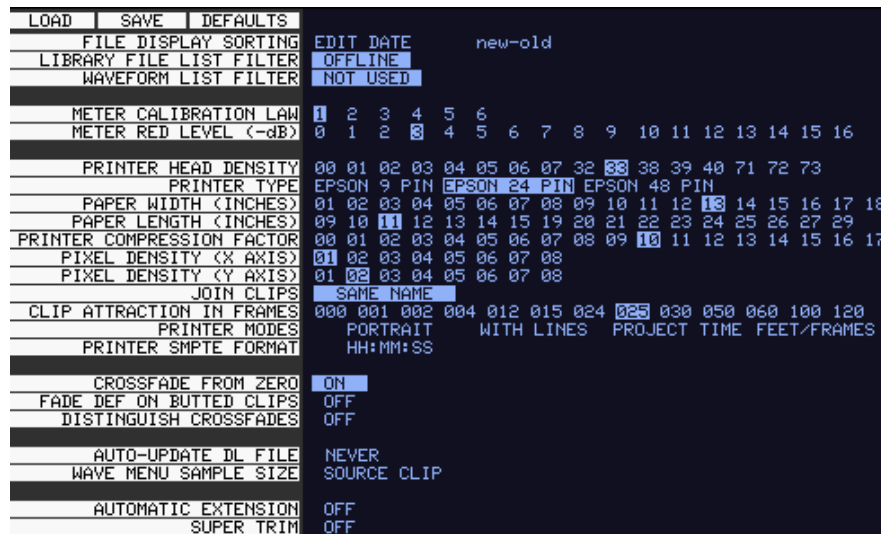 LOAD SAVE DEFAULTS
FILE DISPLAY SORTING EDIT DATE new-old
LIBRARY FILE LIST FILTER OFFLINE
WAVEFORM LIST FILTER NOT USED
METER CALIBRATION LAW 1 2 3 4 5 6
METER RED LEVEL (-dB) 0 1 2 3 4 5 6 7 8 9 10 11 12 13 14 15 16
PRINTER HEAD DENSITY 00 01 02 03 04 05 06 07 32 33 38 39 40 71 72 73
PRINTER TYPE EPSON 9 PIN EPSON 24 PIN EPSON 48 PIN
PAPER WIDTH (INCHES) 01 02 03 04 05 06 07 08 09 10 11 12 13 14 15 16 17 18
PAPER LENGTH (INCHES) 09 10 11 12 13 14 15 19 20 21 22 23 24 25 26 27 29
PRINTER COMPRESSION FACTOR 00 01 02 03 04 05 06 07 08 09 10 11 12 13 14 15 16 17
PIXEL DENSITY (X AXIS) 01 02 03 04 05 06 07 08
PIXEL DENSITY (Y AXIS) 01 02 03 04 05 06 07 08
JOIN CLIPS SAME NAME
CLIP ATTRACTION IN FRAMES 000 001 002 004 012 015 024 025 030 050 060 100 120
PRINTER MODES PORTRAIT WITH LINES PROJECT TIME FEET/FRAMES
PRINTER SMPTE FORMAT HH:MM:SS
CROSSFADE FROM ZERO ON
FADE DEF ON BUTTED CLIPS OFF
DISTINGUISH CROSSFADES OFF
AUTO-UPDATE DL FILE NEVER
WAVE MENU SAMPLE SIZE SOURCE CLIP
AUTOMATIC EXTENSION OFF
SUPER TRIM OFF